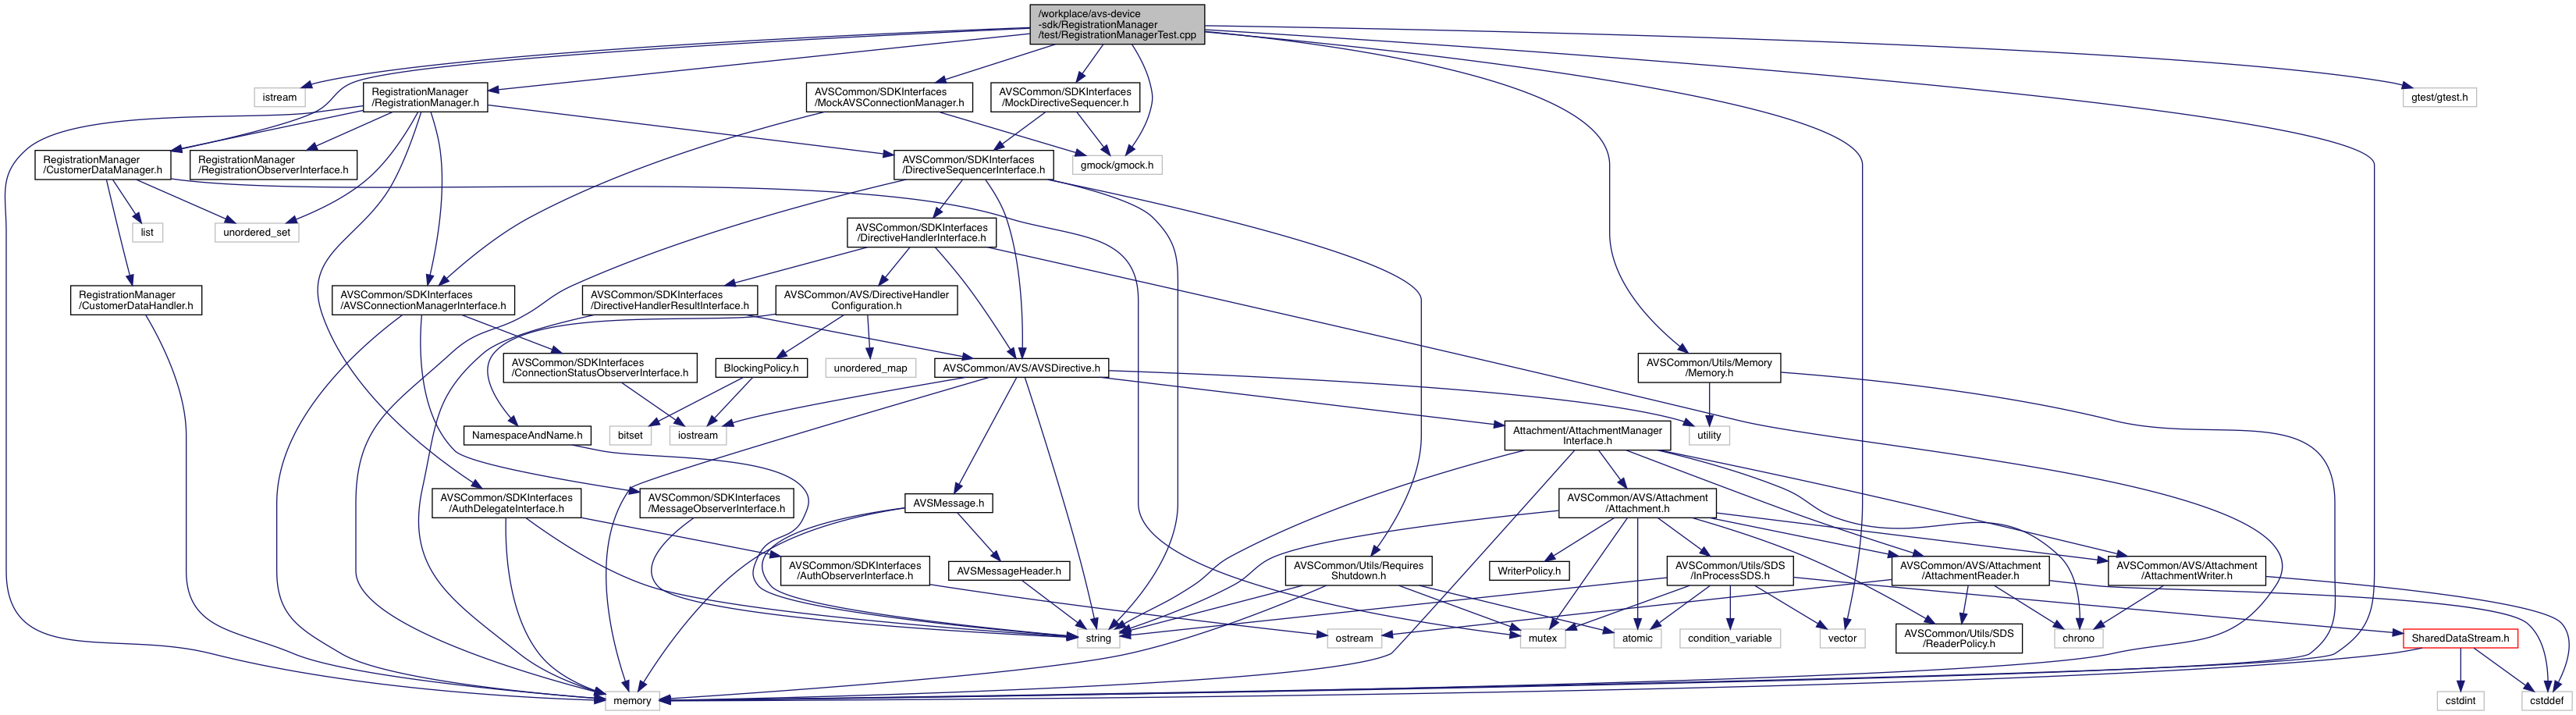 /workplace/avs-device
-sdk/RegistrationManager
/test/RegistrationManagerTest.cpp
istream
RegistrationManager
/RegistrationManager.h
AVSCommon/SDKInterfaces
/MockAVSConnectionManager.h
AVSCommon/SDKInterfaces
/MockDirectiveSequencer.h
gtest/gtest.h
RegistrationManager
/CustomerDataManager.h
RegistrationManager
/RegistrationObserverInterface.h
AVSCommon/SDKInterfaces
/DirectiveSequencerInterface.h
gmock/gmock.h
list
unordered_set
AVSCommon/SDKInterfaces
/DirectiveHandlerInterface.h
RegistrationManager
/CustomerDataHandler.h
AVSCommon/SDKInterfaces
/AVSConnectionManagerInterface.h
AVSCommon/SDKInterfaces
/DirectiveHandlerResultInterface.h
AVSCommon/AVS/DirectiveHandler
Configuration.h
AVSCommon/SDKInterfaces
/ConnectionStatusObserverInterface.h
BlockingPolicy.h
unordered_map
AVSCommon/AVS/AVSDirective.h
AVSCommon/Utils/Memory
/Memory.h
NamespaceAndName.h
bitset
iostream
Attachment/AttachmentManager
Interface.h
utility
AVSCommon/SDKInterfaces
/AuthDelegateInterface.h
AVSCommon/SDKInterfaces
/MessageObserverInterface.h
AVSMessage.h
AVSCommon/AVS/Attachment
/Attachment.h
AVSCommon/SDKInterfaces
/AuthObserverInterface.h
AVSMessageHeader.h
AVSCommon/Utils/Requires
Shutdown.h
WriterPolicy.h
AVSCommon/Utils/SDS
/InProcessSDS.h
AVSCommon/AVS/Attachment
/AttachmentReader.h
AVSCommon/AVS/Attachment
/AttachmentWriter.h
string
ostream
mutex
atomic
condition_variable
vector
AVSCommon/Utils/SDS
/ReaderPolicy.h
chrono
SharedDataStream.h
memory
cstdint
cstddef